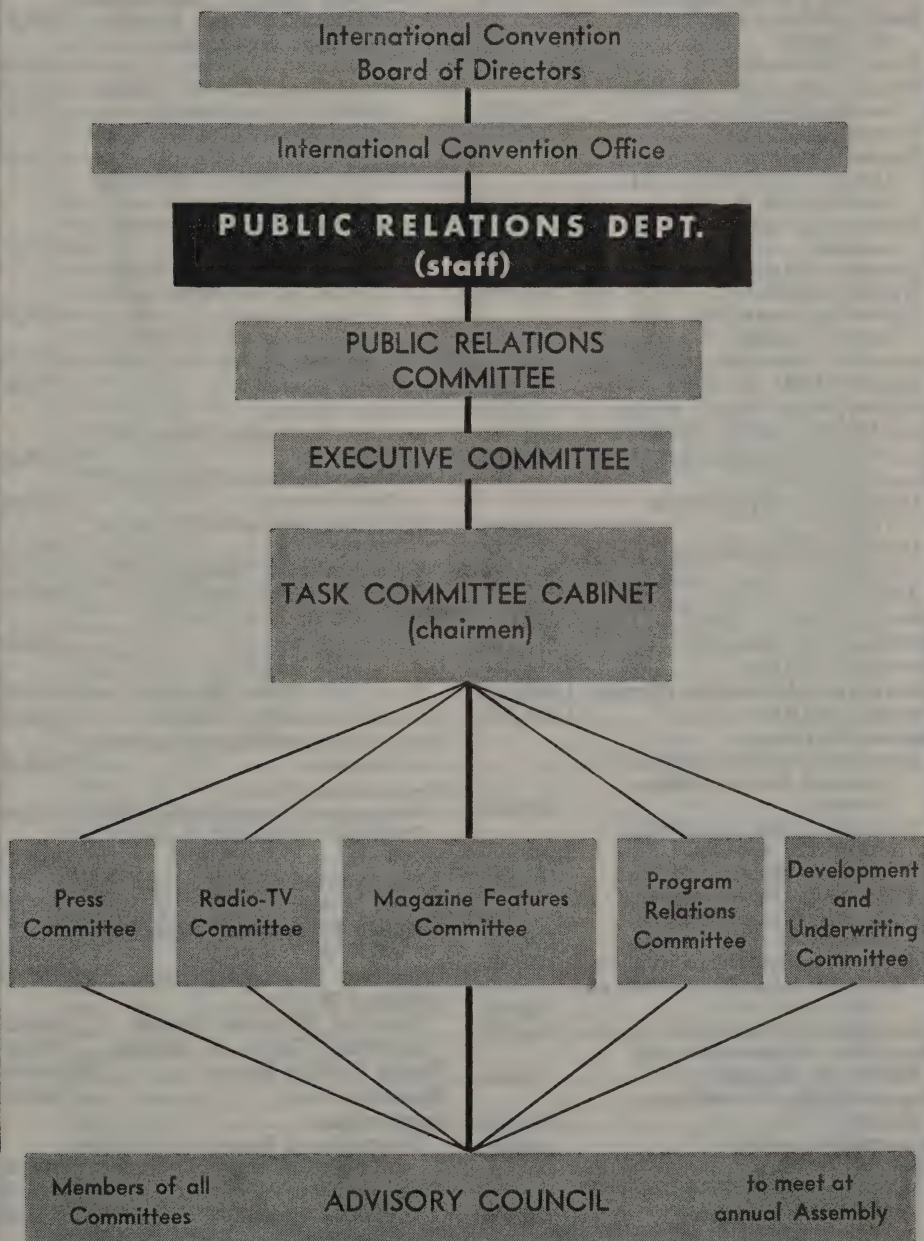 International Convention
Board of Directors
International Convention Office
PUBLIC RELATIONS DEPT.
(staff)
PUBLIC RELATIONS
COMMITTEE
EXECUTIVE COMMITTEE
TASK COMMITTEE CABINET
(chairmen)
Press
Committee
Radio-TV
Committee
Magazine Features
Committee
Program
Relations
Committee
Development
and
Underwriting
Committee
Members of all
Committees
ADVISORY COUNCIL
to meet at
annual Assembly